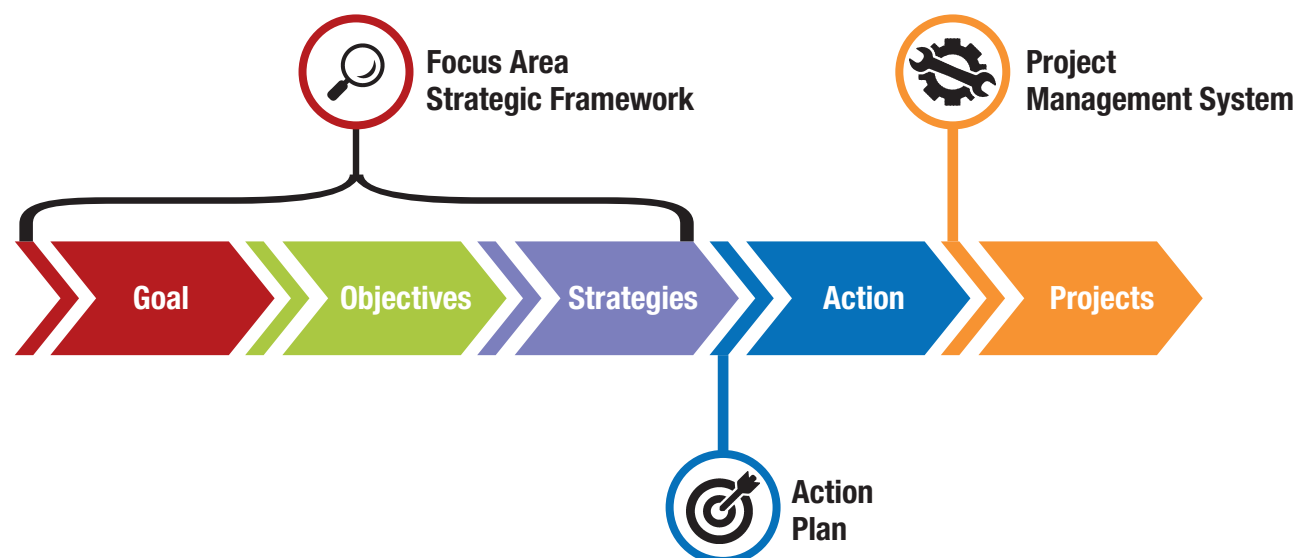 Focus Area
Strategic Framework
Project
Management System
Goal
Objectives
Strategies
Action
Projects
Action
Plan